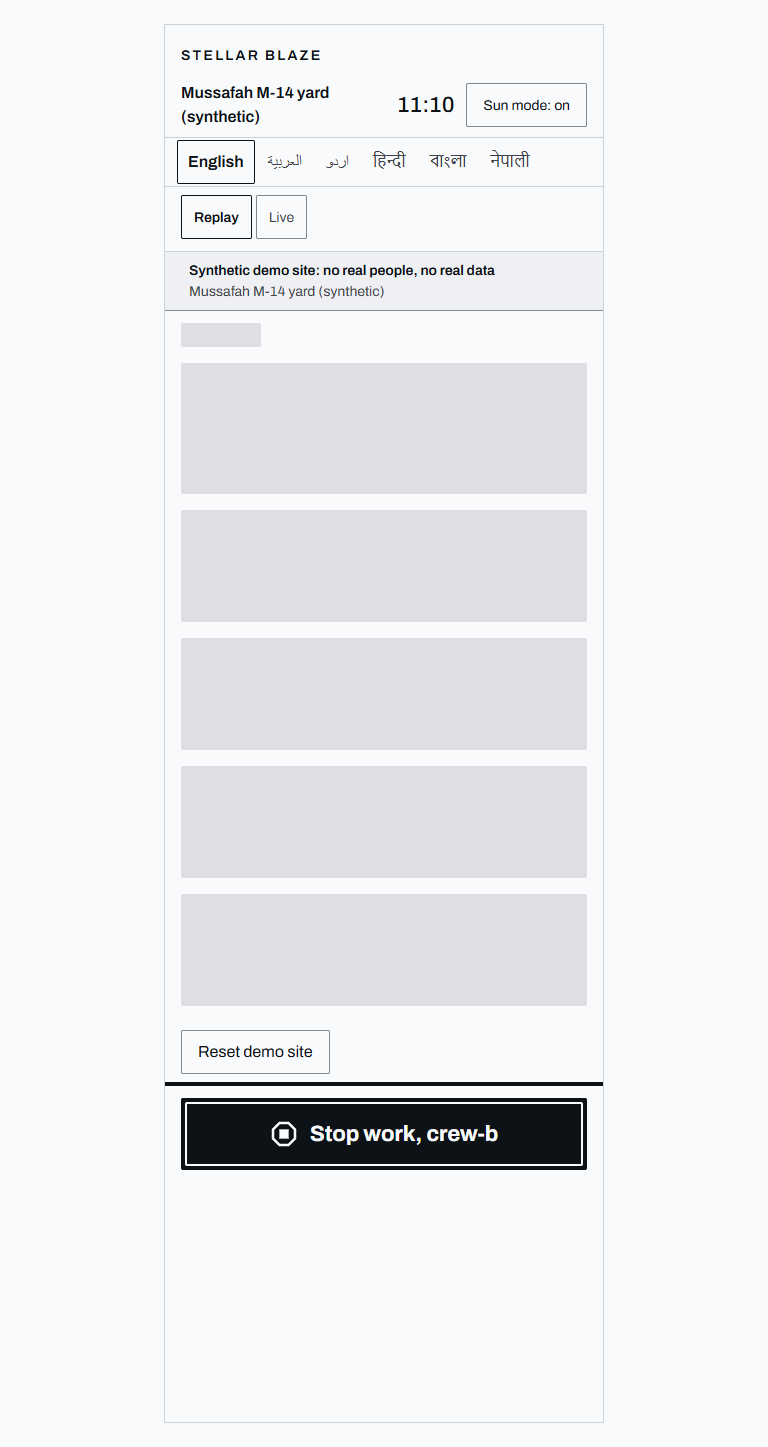 STELLAR BLAZE
Mussafah M-14 yard
(synthetic)
11:10
Sun mode: on
English العربية اردو हिन्दी বাংলা नेपाली
Replay Live
Synthetic demo site: no real people, no real data
Mussafah M-14 yard (synthetic)
Reset demo site
Stop work, crew-b